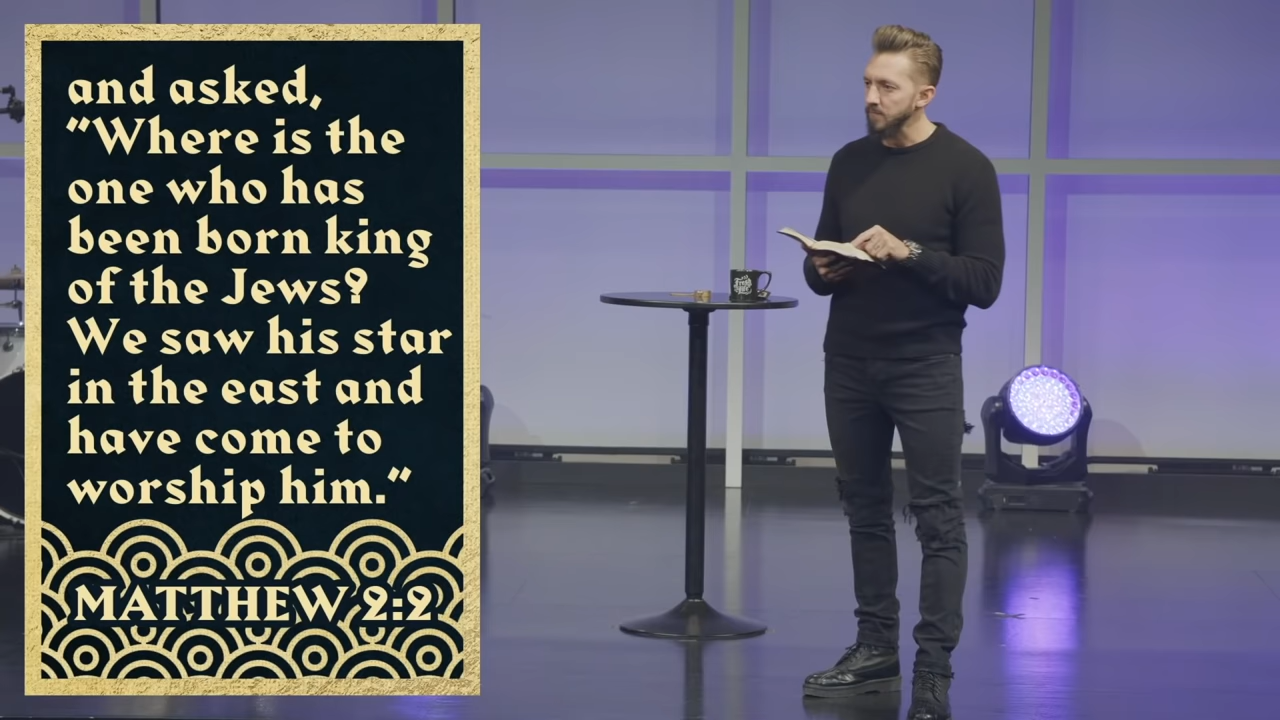 and asked,
"Where is the
one who has
been born king
of the Jews?
We saw his star
in the east and
have come to
worship him."
MATTHEW 2:2